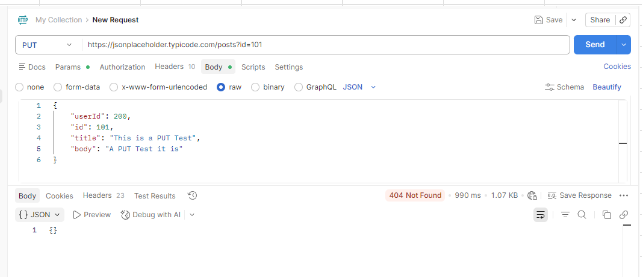 HTTP My Collection / New Request Save Share
PUT https://jsonplaceholder.typicode.com/posts?id=101 Send
Docs Params Authorization Headers 10 Body Scripts Settings Cookies
none form-data x-www-form-urlencoded raw binary GraphQL JSON Schema Beautify
1 {
2 "userId": 200,
3 "id": 101,
4 "title": "This is a PUT Test",
5 "body": "A PUT Test it is"
6 }
Body Cookies Headers 23 Test Results 404 Not Found · 990 ms · 1.07 KB · Save Response
{} JSON Preview Debug with AI
1 {}